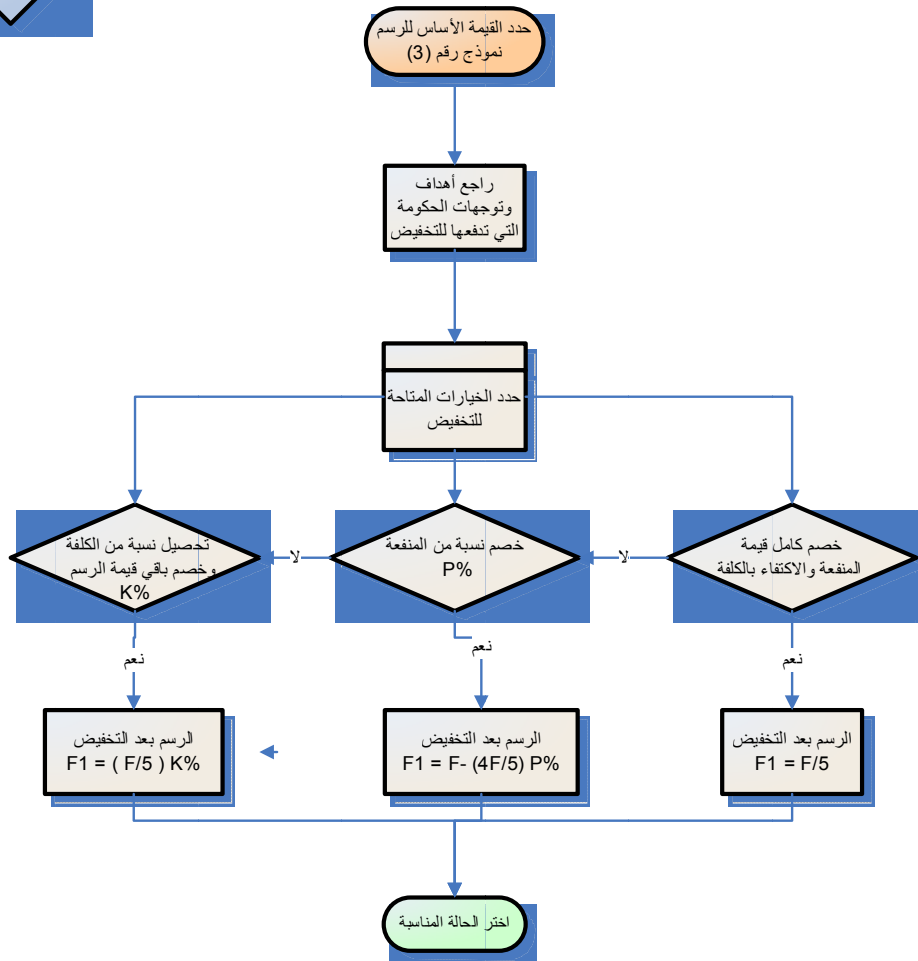 حدد القيمة الأساس للرسم
نموذج رقم (3)
راجع أهداف
وتوجهات الحكومة
التي تدفعها للتخفيض
حدد الخيارات المتاحة
للتخفيض
خصم كامل قيمة
المنفعة والاكتفاء بالكلفة
لا
خصم نسبة من المنفعة
P%
لا
تحصيل نسبة من الكلفة
وخصم باقي قيمة الرسم
K%
نعم
نعم
نعم
الرسم بعد التخفيض
F1 = F/5
الرسم بعد التخفيض
F1 = F- (4F/5) P%
الرسم بعد التخفيض
F1 = ( F/5 ) K%
اختر الحالة المناسبة